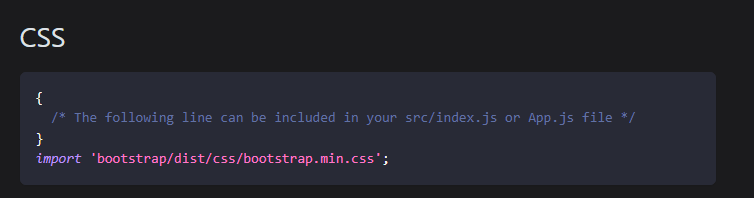 CSS
{
/* The following line can be included in your src/index.js or App.js file */
}
import 'bootstrap/dist/css/bootstrap.min.css';